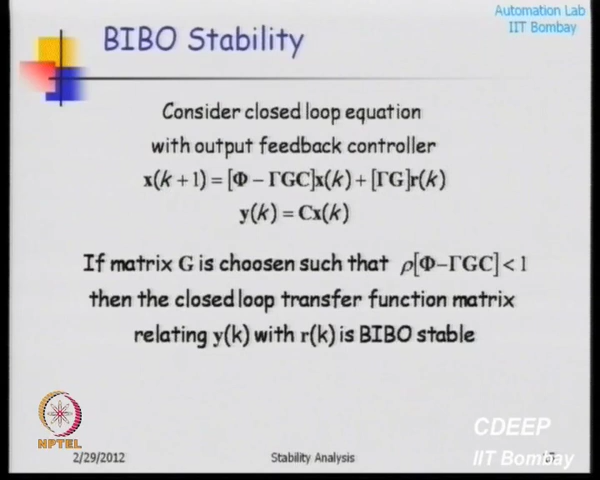 Automation Lab
IIT Bombay
BIBO Stability
Consider closed loop equation
with output feedback controller
x(k + 1) = [Φ − ΓGC]x(k) + [ΓG]r(k)
y(k) = Cx(k)
If matrix G is choosen such that ρ[Φ−ΓGC] < 1
then the closed loop transfer function matrix
relating y(k) with r(k) is BIBO stable
NPTEL
CDEEP
IIT Bombay
2/29/2012
Stability Analysis